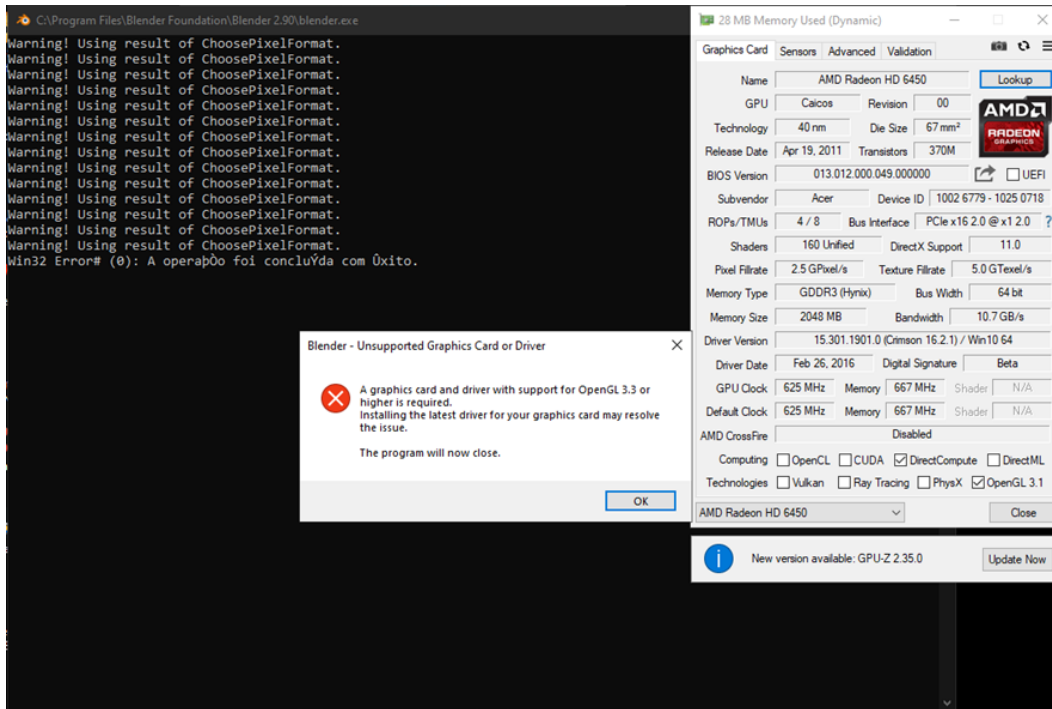 C:\Program Files\Blender Foundation\Blender 2.90\blender.exe
Warning! Using result of ChoosePixelFormat.
Warning! Using result of ChoosePixelFormat.
Warning! Using result of ChoosePixelFormat.
Warning! Using result of ChoosePixelFormat.
Warning! Using result of ChoosePixelFormat.
Warning! Using result of ChoosePixelFormat.
Warning! Using result of ChoosePixelFormat.
Warning! Using result of ChoosePixelFormat.
Warning! Using result of ChoosePixelFormat.
Warning! Using result of ChoosePixelFormat.
Warning! Using result of ChoosePixelFormat.
Warning! Using result of ChoosePixelFormat.
Warning! Using result of ChoosePixelFormat.
Warning! Using result of ChoosePixelFormat.
Win32 Error# (0): A operaþÒo foi concluÝda com Ûxito.
Blender - Unsupported Graphics Card or Driver
A graphics card and driver with support for OpenGL 3.3 or
higher is required.
Installing the latest driver for your graphics card may resolve
the issue.
The program will now close.
OK
28 MB Memory Used (Dynamic)
Graphics Card Sensors Advanced Validation
Name AMD Radeon HD 6450 Lookup
GPU Caicos Revision 00
AMD
RADEON
GRAPHICS
Technology 40 nm Die Size 67 mm²
Release Date Apr 19, 2011 Transistors 370M
BIOS Version 013.012.000.049.000000 UEFI
Subvendor Acer Device ID 1002 6779 - 1025 0718
ROPs/TMUs 4 / 8 Bus Interface PCIe x16 2.0 @ x1 2.0 ?
Shaders 160 Unified DirectX Support 11.0
Pixel Fillrate 2.5 GPixel/s Texture Fillrate 5.0 GTexel/s
Memory Type GDDR3 (Hynix) Bus Width 64 bit
Memory Size 2048 MB Bandwidth 10.7 GB/s
Driver Version 15.301.1901.0 (Crimson 16.2.1) / Win10 64
Driver Date Feb 26, 2016 Digital Signature Beta
GPU Clock 625 MHz Memory 667 MHz Shader N/A
Default Clock 625 MHz Memory 667 MHz Shader N/A
AMD CrossFire Disabled
Computing OpenCL CUDA DirectCompute DirectML
Technologies Vulkan Ray Tracing PhysX OpenGL 3.1
AMD Radeon HD 6450 Close
New version available: GPU-Z 2.35.0 Update Now